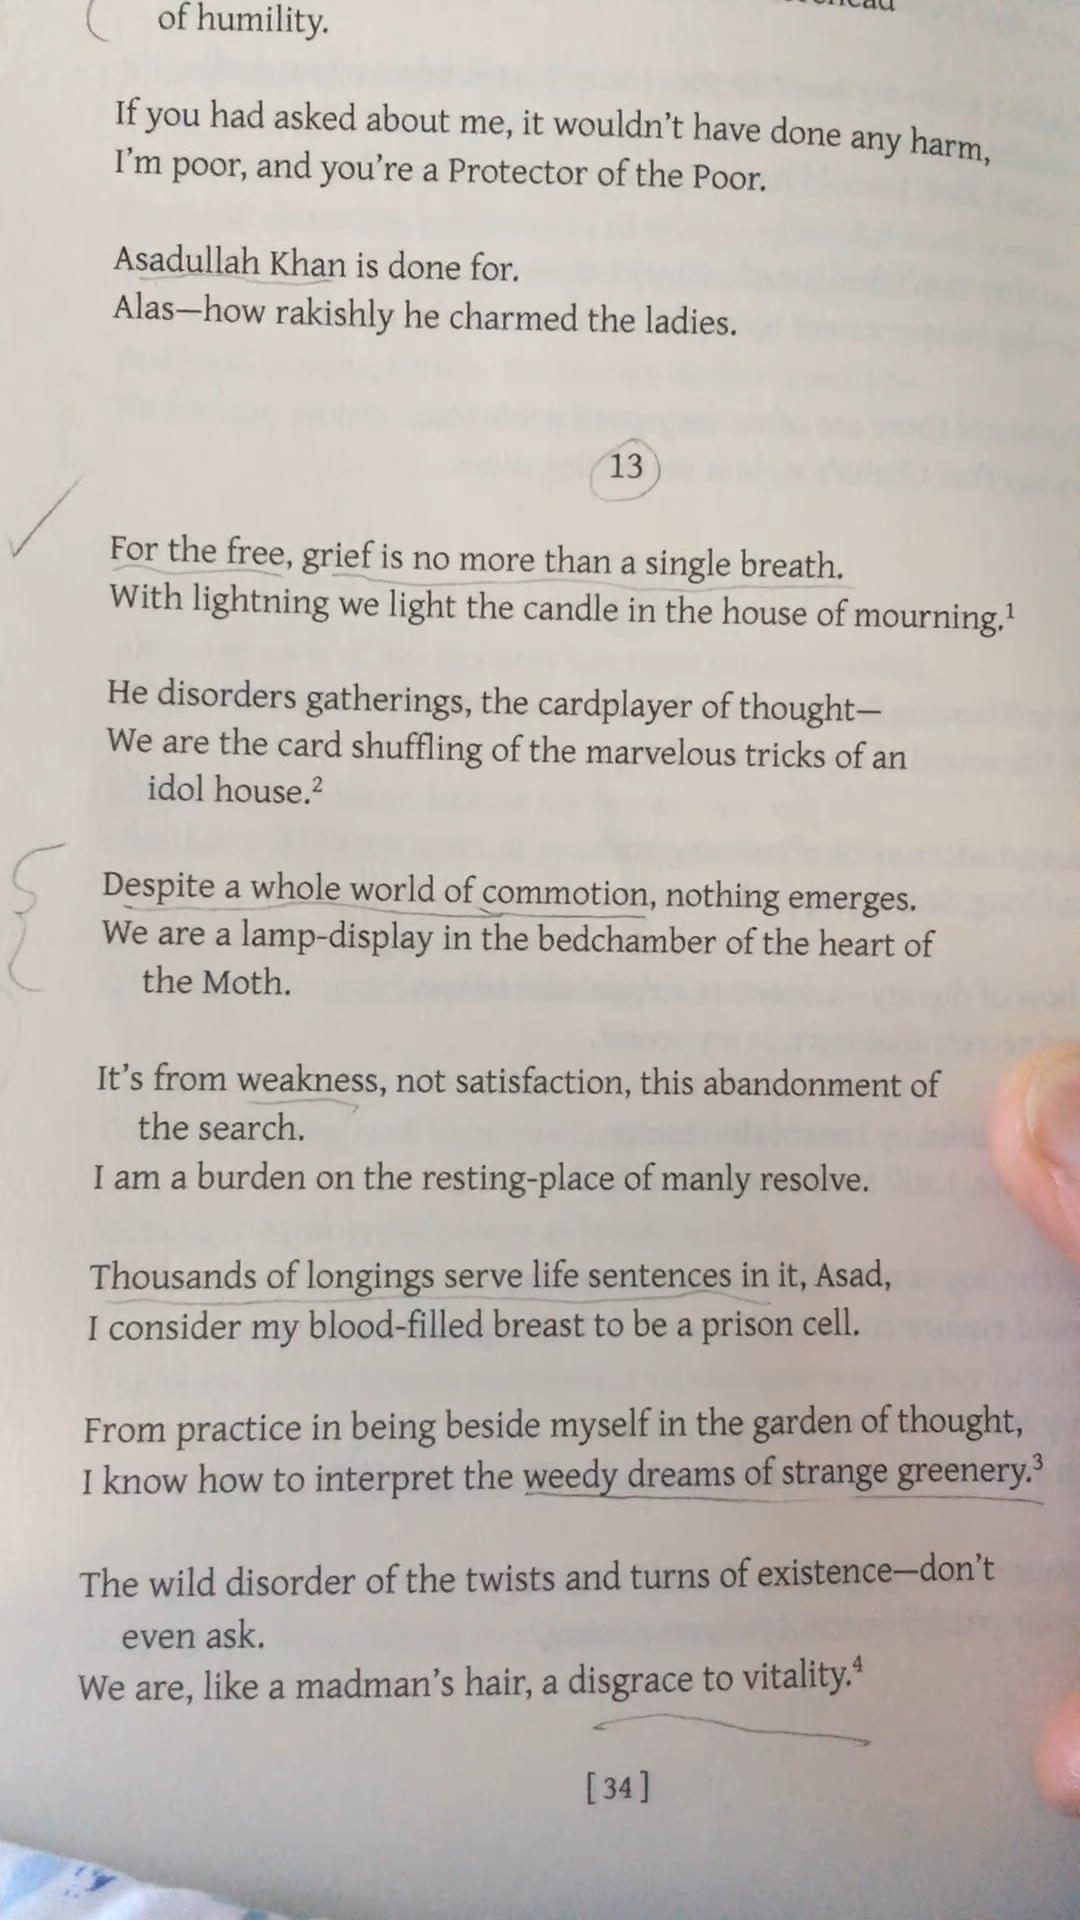 of humility.
If you had asked about me, it wouldn’t have done any harm,
I’m poor, and you’re a Protector of the Poor.
Asadullah Khan is done for.
Alas—how rakishly he charmed the ladies.
13
For the free, grief is no more than a single breath.
With lightning we light the candle in the house of mourning.¹
He disorders gatherings, the cardplayer of thought—
We are the card shuffling of the marvelous tricks of an
idol house.²
Despite a whole world of commotion, nothing emerges.
We are a lamp-display in the bedchamber of the heart of
the Moth.
It’s from weakness, not satisfaction, this abandonment of
the search.
I am a burden on the resting-place of manly resolve.
Thousands of longings serve life sentences in it, Asad,
I consider my blood-filled breast to be a prison cell.
From practice in being beside myself in the garden of thought,
I know how to interpret the weedy dreams of strange greenery.³
The wild disorder of the twists and turns of existence—don’t
even ask.
We are, like a madman’s hair, a disgrace to vitality.⁴
[ 34 ]